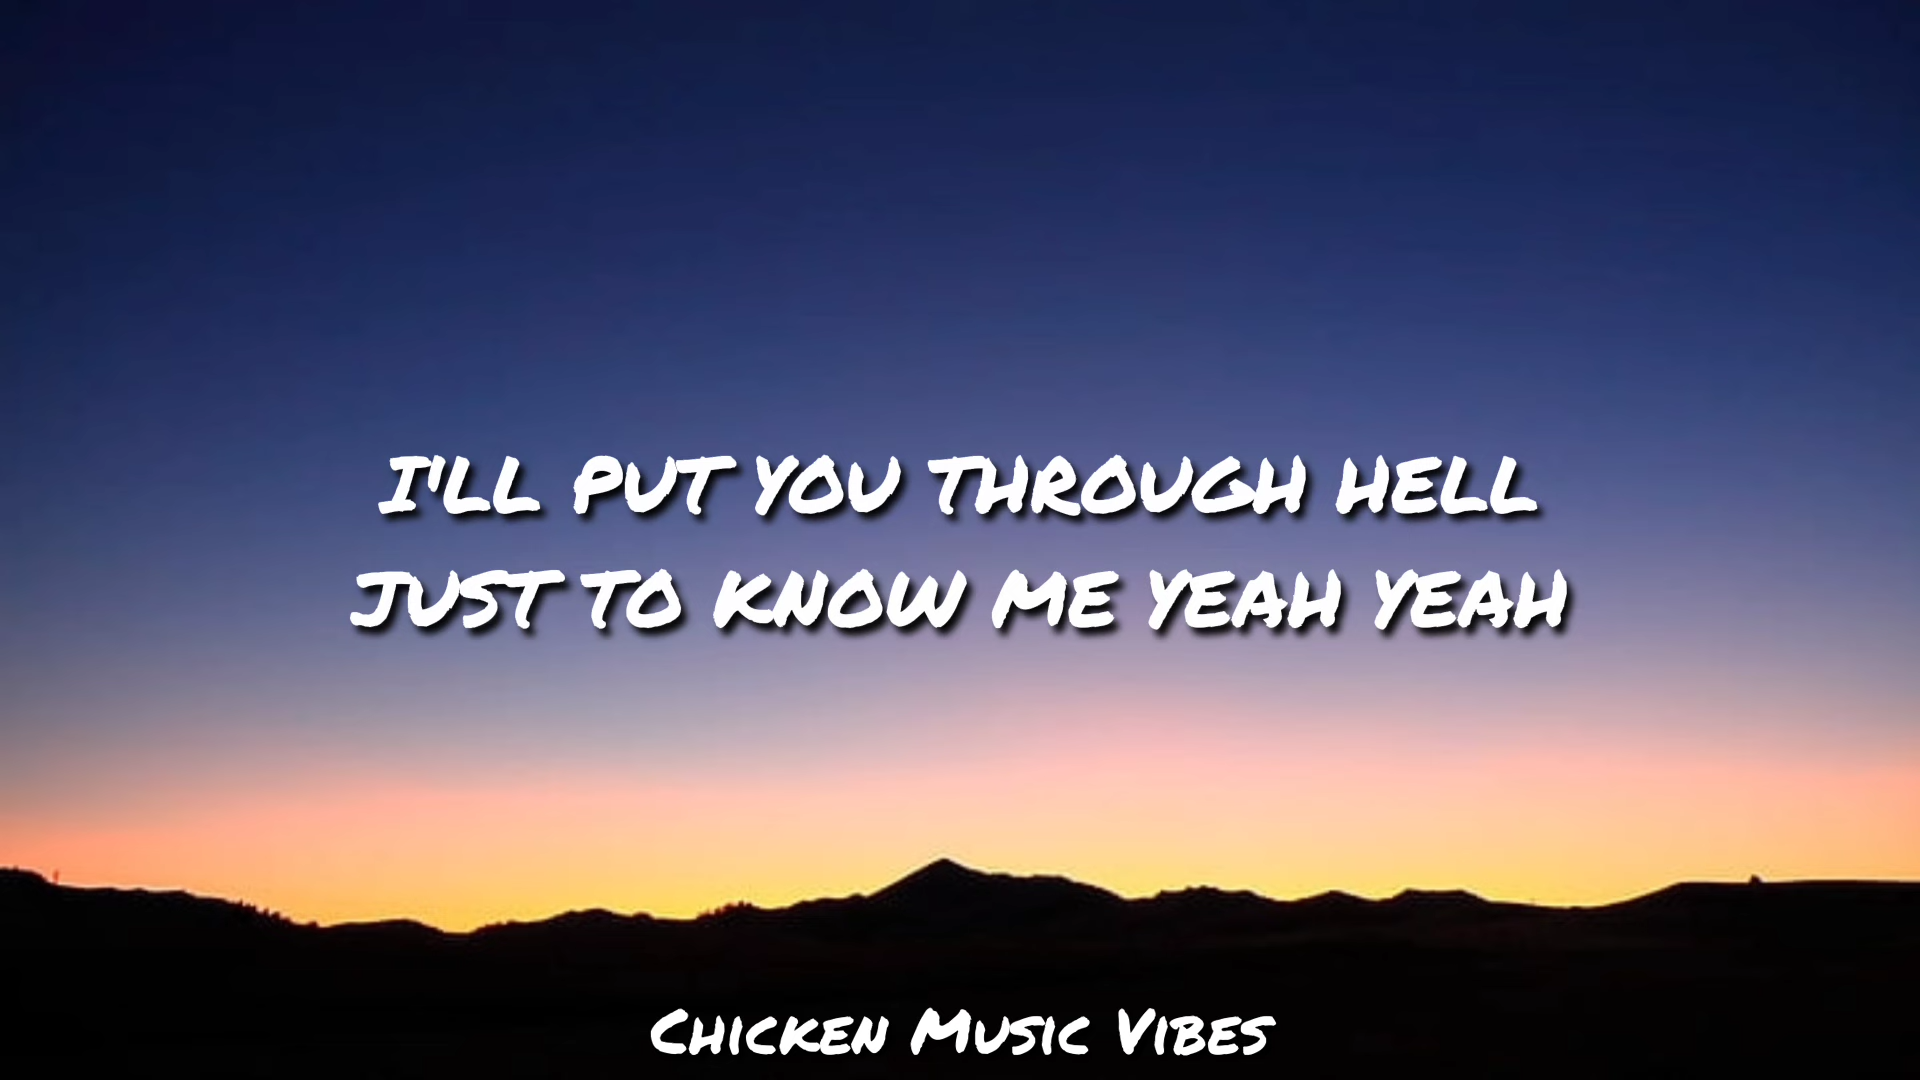 I'LL PUT YOU THROUGH HELL
JUST TO KNOW ME YEAH YEAH
CHICKEN MUSIC VIBES